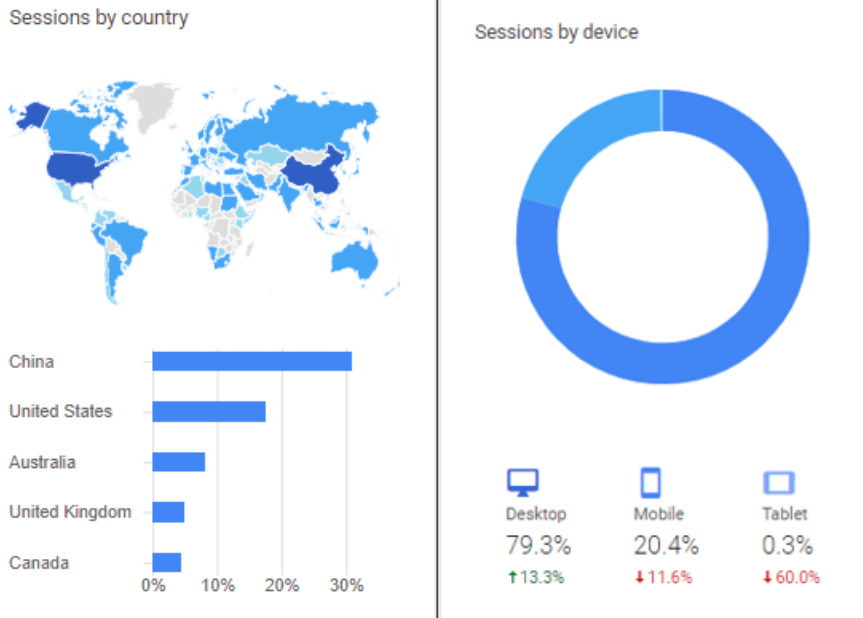 Sessions by country
China
United States
Australia
United Kingdom
Canada
0% 10% 20% 30%
Sessions by device
Desktop Mobile Tablet
79.3% 20.4% 0.3%
↑13.3% ↓11.6% ↓60.0%